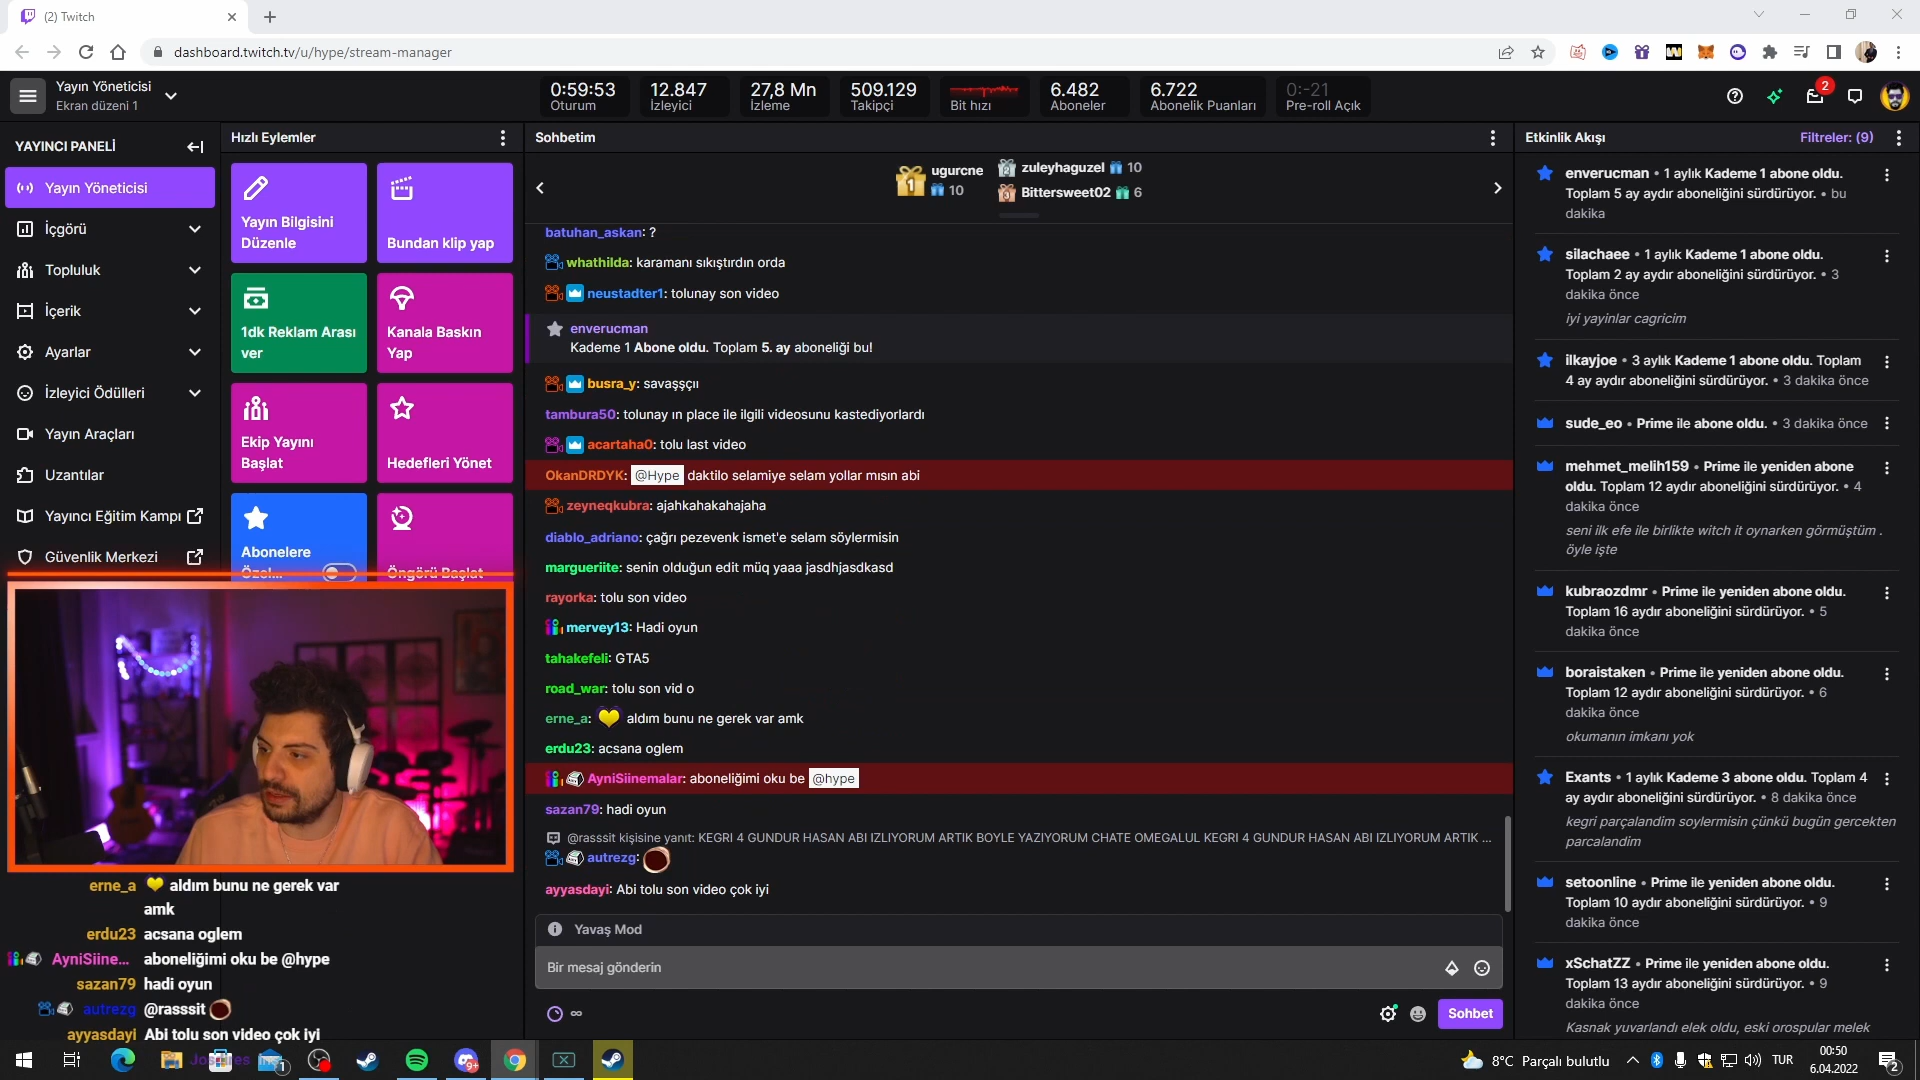 (2) Twitch
dashboard.twitch.tv/u/hype/stream-manager
Yayın Yöneticisi
Ekran düzeni 1
0:59:53
Oturum
12.847
İzleyici
27,8 Mn
İzleme
509.129
Takipçi
Bit hızı
6.482
Aboneler
6.722
Abonelik Puanları
0:-21
Pre-roll Açık
2
YAYINCI PANELİ
Yayın Yöneticisi
İçgörü
Topluluk
İçerik
Ayarlar
İzleyici Ödülleri
Yayın Araçları
Uzantılar
Yayıncı Eğitim Kampı
Güvenlik Merkezi
Hızlı Eylemler
Yayın Bilgisini
Düzenle
Bundan klip yap
1dk Reklam Arası
ver
Kanala Baskın
Yap
Ekip Yayını
Başlat
Hedefleri Yönet
Abonelere
Özel...
Öngörü Başlat
Sohbetim
1 ugurcne
10
2 zuleyhaguzel 10
3 Bittersweet02 6
batuhan_askan: ?
whathilda: karamanı sıkıştırdın orda
neustadter1: tolunay son video
enverucman
Kademe 1 Abone oldu. Toplam 5. ay aboneliği bu!
busra_y: savaşşçıı
tambura50: tolunay ın place ile ilgili videosunu kastediyorlardı
acartaha0: tolu last video
OkanDRDYK: @Hype daktilo selamiye selam yollar mısın abi
zeyneqkubra: ajahkahakahajaha
diablo_adriano: çağrı pezevenk ismet'e selam söylermisin
margueriite: senin olduğun edit müq yaaa jasdhjasdkasd
rayorka: tolu son video
mervey13: Hadi oyun
tahakefeli: GTA5
road_war: tolu son vid o
erne_a: aldım bunu ne gerek var amk
erdu23: acsana oglem
AyniSiinemalar: aboneliğimi oku be @hype
sazan79: hadi oyun
@rasssit kişisine yanıt: KEGRI 4 GUNDUR HASAN ABI IZLIYORUM ARTIK BOYLE YAZIYORUM CHATE OMEGALUL KEGRI 4 GUNDUR HASAN ABI IZLIYORUM ARTIK ...
autrezg:
ayyasdayi: Abi tolu son video çok iyi
Yavaş Mod
Bir mesaj gönderin
Sohbet
Etkinlik Akışı
Filtreler: (9)
enverucman • 1 aylık Kademe 1 abone oldu.
Toplam 5 ay aydır aboneliğini sürdürüyor. • bu
dakika
silachaee • 1 aylık Kademe 1 abone oldu.
Toplam 2 ay aydır aboneliğini sürdürüyor. • 3
dakika önce
iyi yayinlar cagricim
ilkayjoe • 3 aylık Kademe 1 abone oldu. Toplam
4 ay aydır aboneliğini sürdürüyor. • 3 dakika önce
sude_eo • Prime ile abone oldu. • 3 dakika önce
mehmet_melih159 • Prime ile yeniden abone
oldu. Toplam 12 aydır aboneliğini sürdürüyor. • 4
dakika önce
seni ilk efe ile birlikte witch it oynarken görmüştüm .
öyle işte
kubraozdmr • Prime ile yeniden abone oldu.
Toplam 16 aydır aboneliğini sürdürüyor. • 5
dakika önce
boraistaken • Prime ile yeniden abone oldu.
Toplam 12 aydır aboneliğini sürdürüyor. • 6
dakika önce
okumanın imkanı yok
Exants • 1 aylık Kademe 3 abone oldu. Toplam 4
ay aydır aboneliğini sürdürüyor. • 8 dakika önce
kegri parçalandim soylermisin çünkü bugün gercekten
parcalandim
setoonline • Prime ile yeniden abone oldu.
Toplam 10 aydır aboneliğini sürdürüyor. • 9
dakika önce
xSchatZZ • Prime ile yeniden abone oldu.
Toplam 13 aydır aboneliğini sürdürüyor. • 9
dakika önce
Kasnak yuvarlandı elek oldu, eski orospular melek
erne_a aldım bunu ne gerek var
amk
erdu23 acsana oglem
AyniSiine... aboneliğimi oku be @hype
sazan79 hadi oyun
autrezg @rasssit
ayyasdayi Abi tolu son video çok iyi
1
9+
8°C Parçalı bulutlu
TUR
00:50
6.04.2022
2